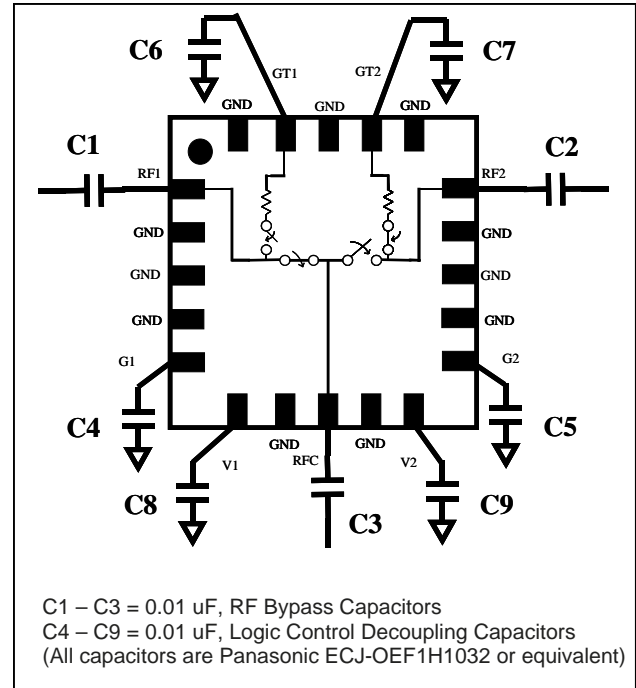 C6
C7
GT1
GT2
GND
GND
GND
C1
C2
RF1
RF2
GND
GND
GND
GND
GND
GND
G1
G2
C4
C5
V1
GND
RFC
GND
V2
C8
C3
C9
C1 – C3 = 0.01 uF, RF Bypass Capacitors
C4 – C9 = 0.01 uF, Logic Control Decoupling Capacitors
(All capacitors are Panasonic ECJ-OEF1H1032 or equivalent)